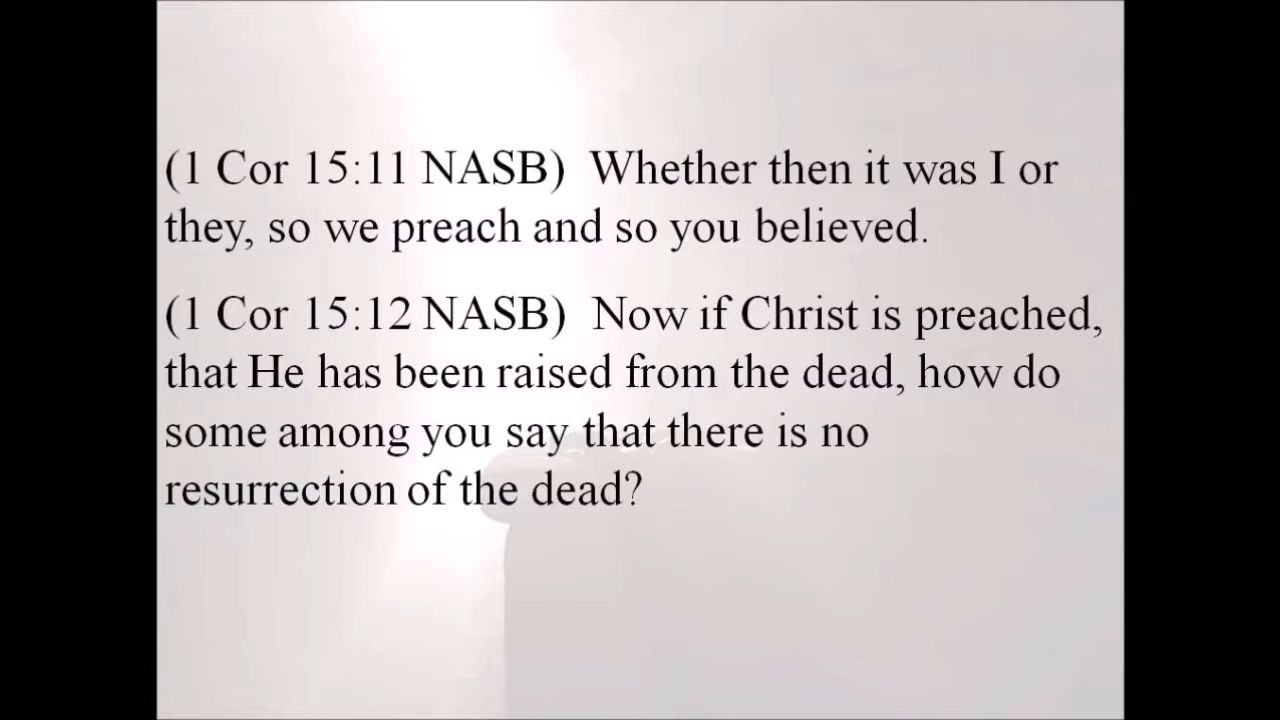 (1 Cor 15:11 NASB)  Whether then it was I or
they, so we preach and so you believed.
(1 Cor 15:12 NASB)  Now if Christ is preached,
that He has been raised from the dead, how do
some among you say that there is no
resurrection of the dead?